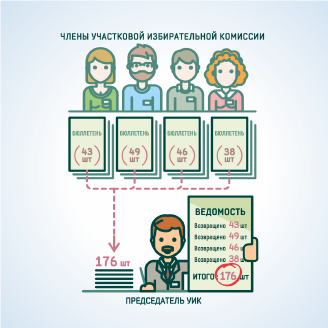 ЧЛЕНЫ УЧАСТКОВОЙ ИЗБИРАТЕЛЬНОЙ КОМИССИИ
БЮЛЛЕТЕНЬ БЮЛЛЕТЕНЬ БЮЛЛЕТЕНЬ БЮЛЛЕТЕНЬ
43 49 46 38
ШТ ШТ ШТ ШТ
ВЕДОМОСТЬ
Возвращено 43 шт
Возвращено 49 шт
Возвращено 46 шт
Возвращено 38 шт
ИТОГО: 176 шт
176 шт
ПРЕДСЕДАТЕЛЬ УИК